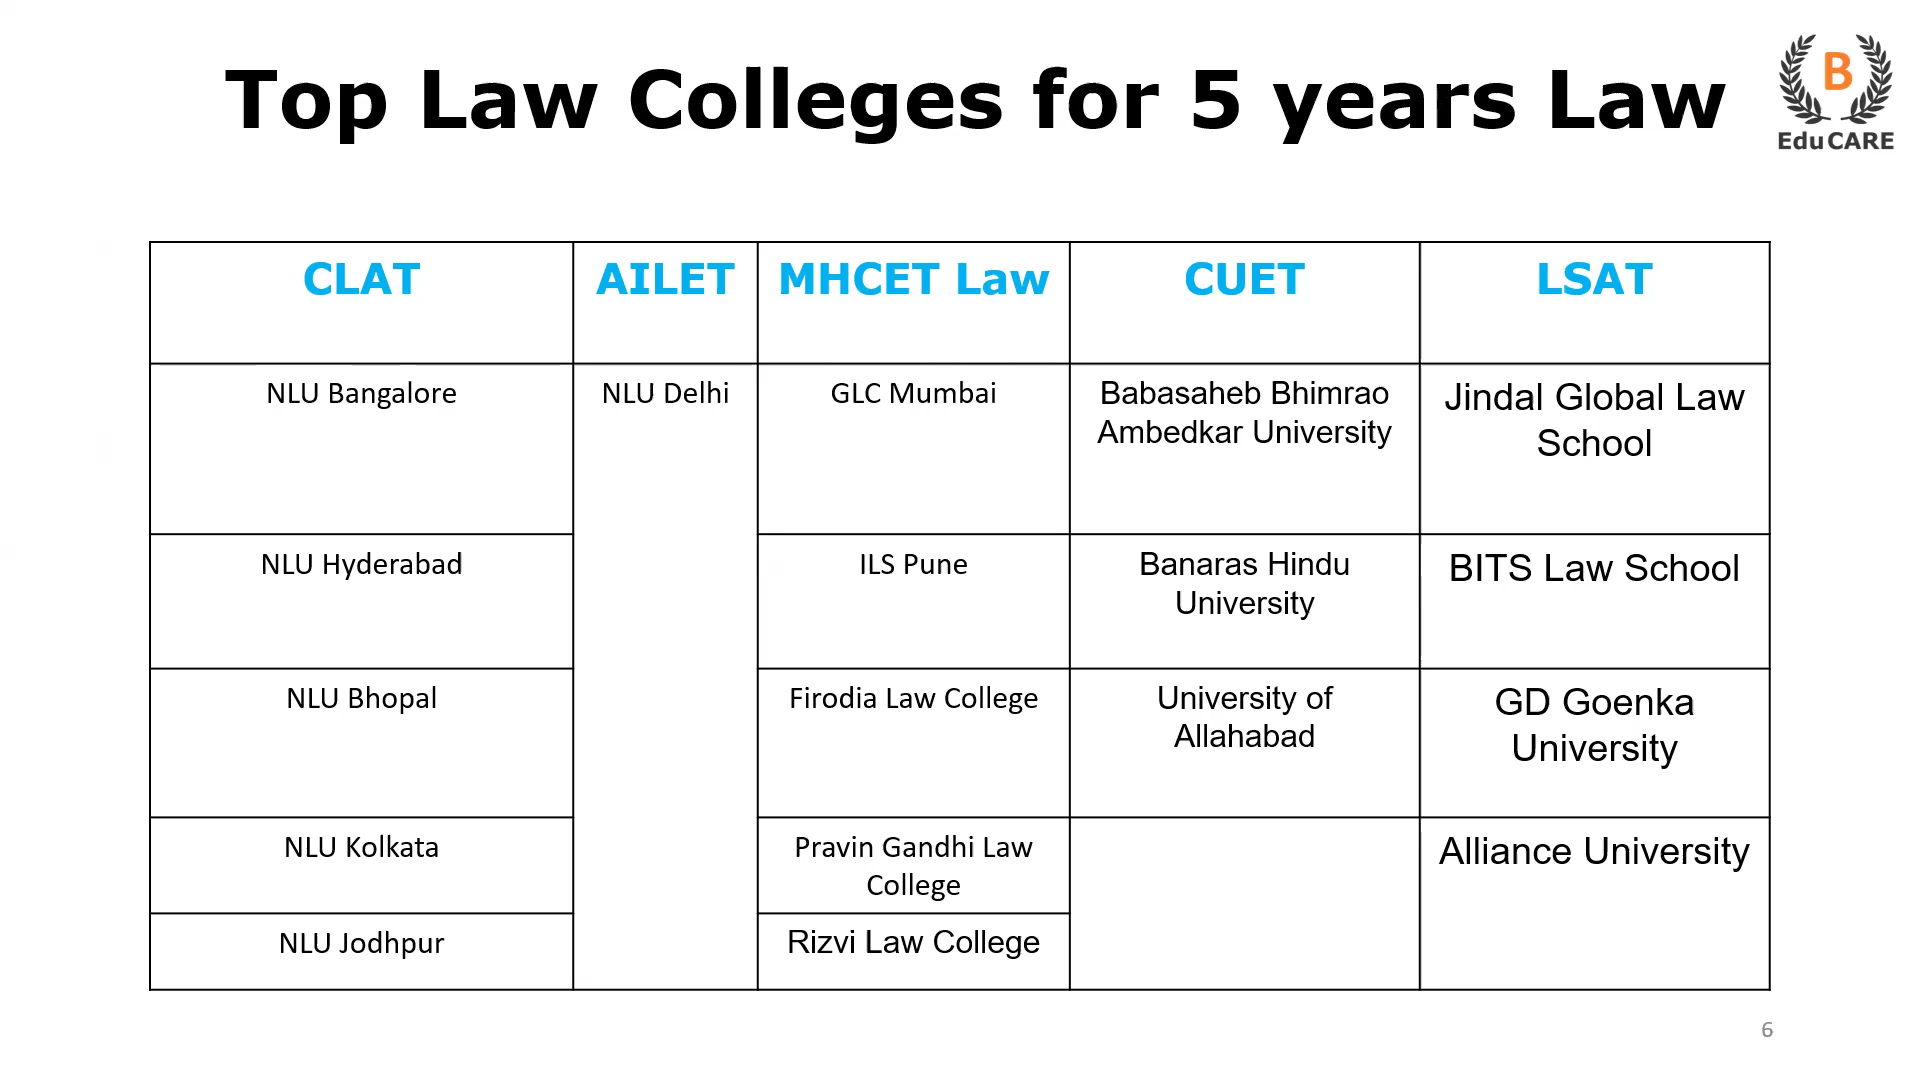 Top Law Colleges for 5 years Law
B
EduCARE
CLAT
AILET
MHCET Law
CUET
LSAT
NLU Bangalore
NLU Delhi
GLC Mumbai
Babasaheb Bhimrao
Ambedkar University
Jindal Global Law
School
NLU Hyderabad
ILS Pune
Banaras Hindu
University
BITS Law School
NLU Bhopal
Firodia Law College
University of
Allahabad
GD Goenka
University
NLU Kolkata
Pravin Gandhi Law
College
Alliance University
NLU Jodhpur
Rizvi Law College
6